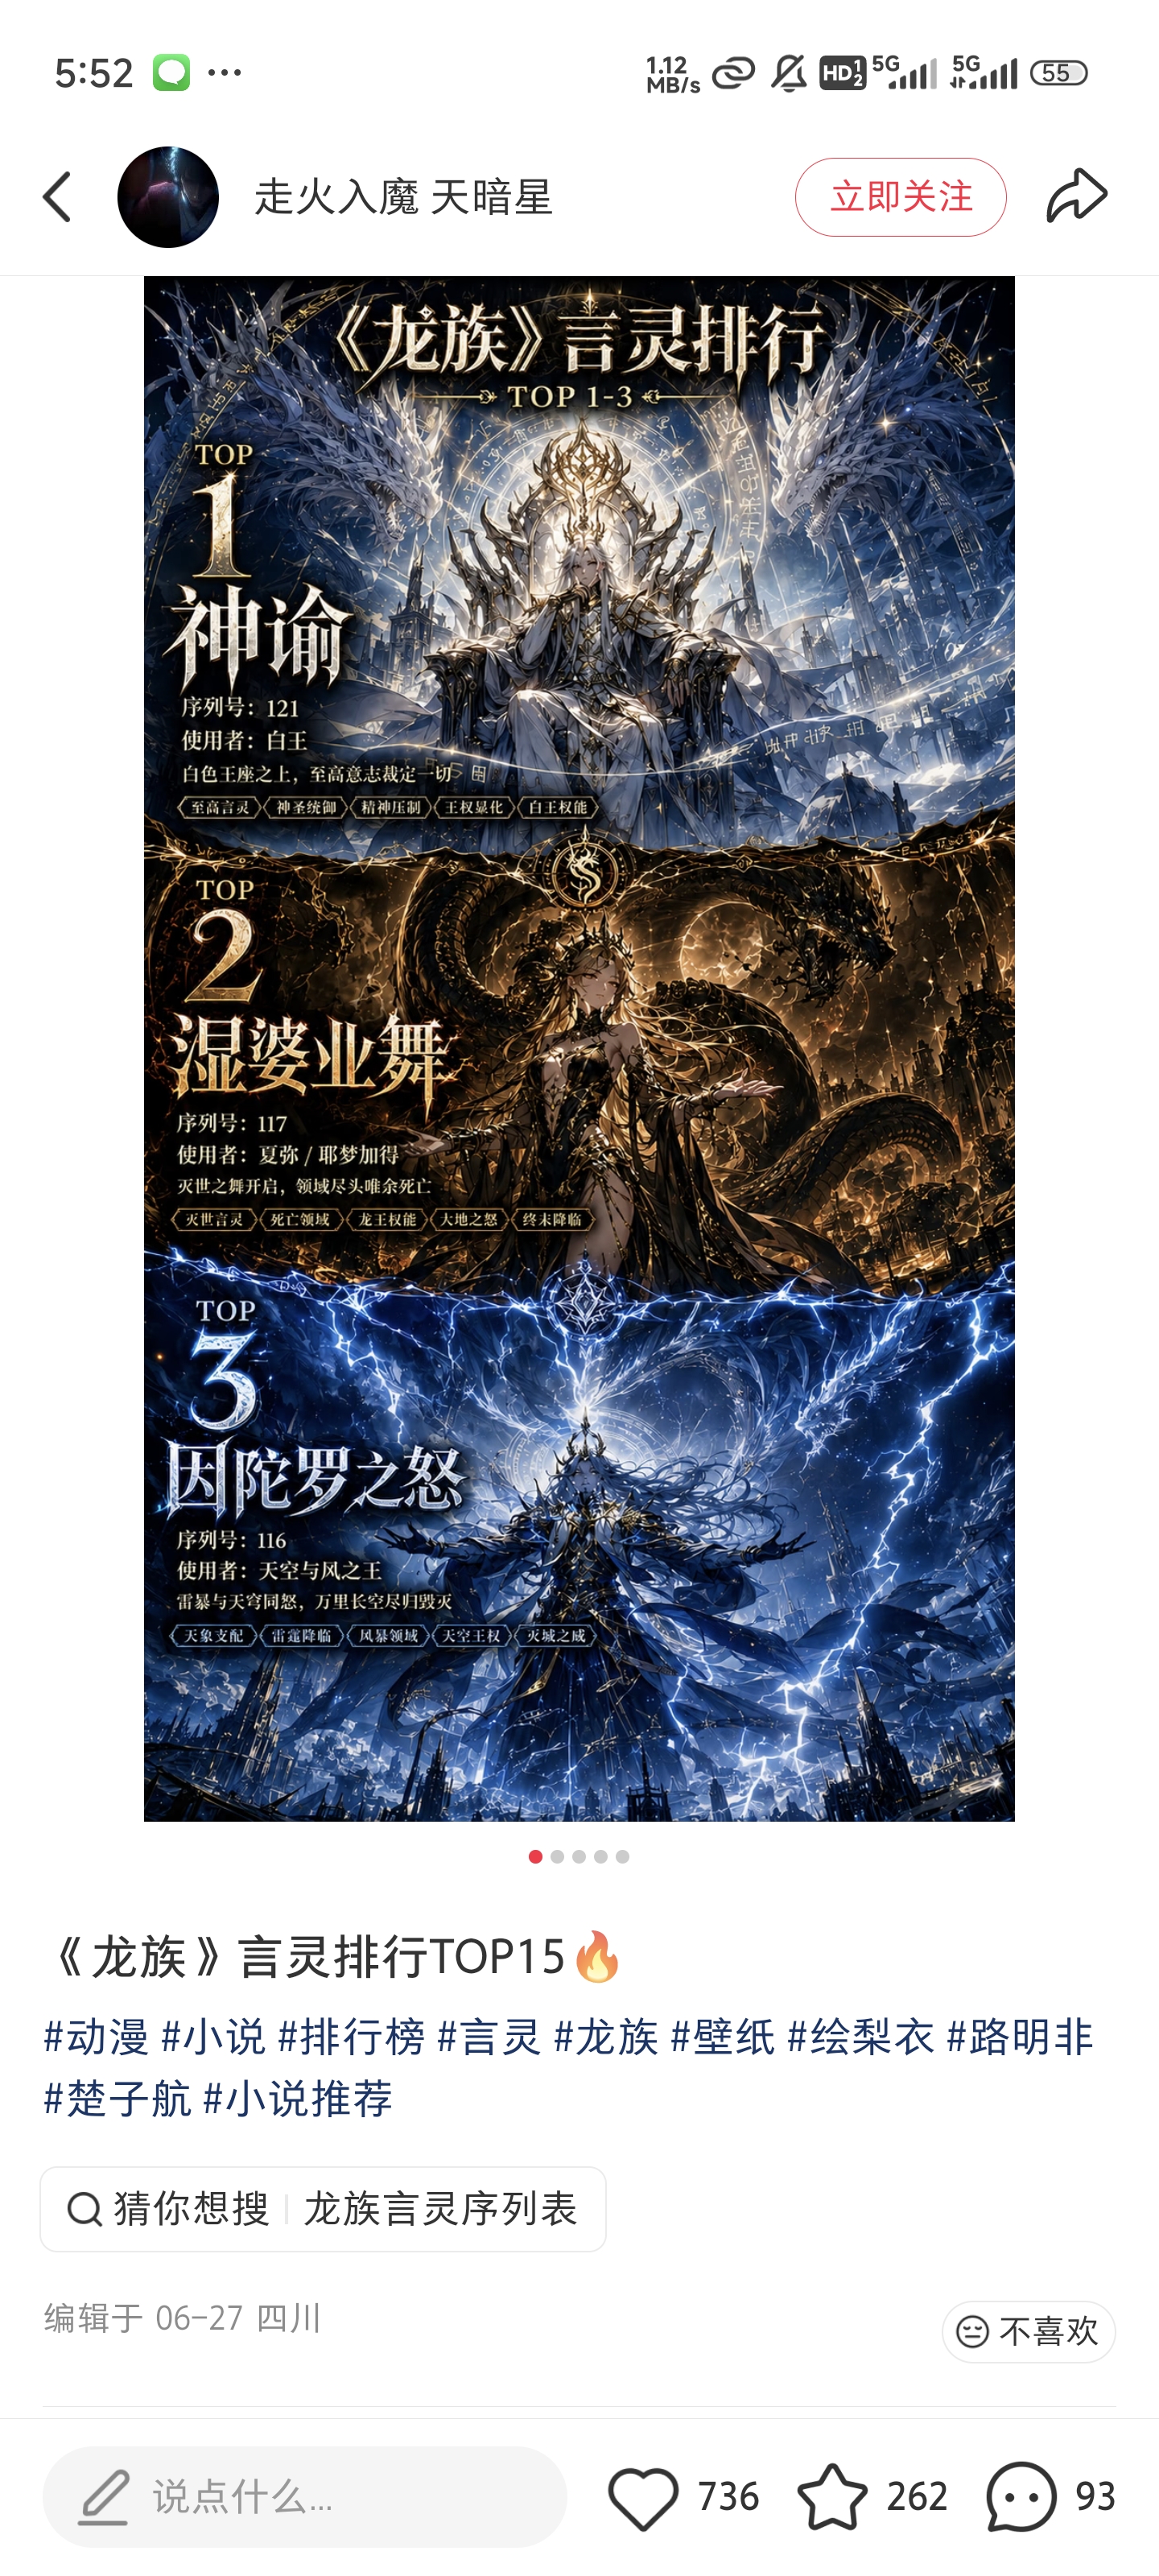 5:52 ... 1.12 MB/s HD 1 2 5G 5G 55
走火入魔 天暗星 立即关注
《龙族》言灵排行
TOP 1-3
TOP
1
神谕
序列号：121
使用者：白王
白色王座之上，至高意志裁定一切
至高言灵 神圣统御 精神压制 王权显化 白王权能
TOP
2
湿婆业舞
序列号：117
使用者：夏弥 / 耶梦加得
灭世之舞开启，领域尽头唯余死亡
灭世言灵 死亡领域 龙王权能 大地之怒 终末降临
TOP
3
因陀罗之怒
序列号：116
使用者：天空与风之王
雷暴与天穹同怒，万里长空尽归毁灭
天象支配 雷霆降临 风暴领域 天空王权 灭城之威
《龙族》言灵排行TOP15🔥
#动漫 #小说 #排行榜 #言灵 #龙族 #壁纸 #绘梨衣 #路明非
#楚子航 #小说推荐
猜你想搜 | 龙族言灵序列表
编辑于 06-27 四川 不喜欢
说点什么... 736 262 93